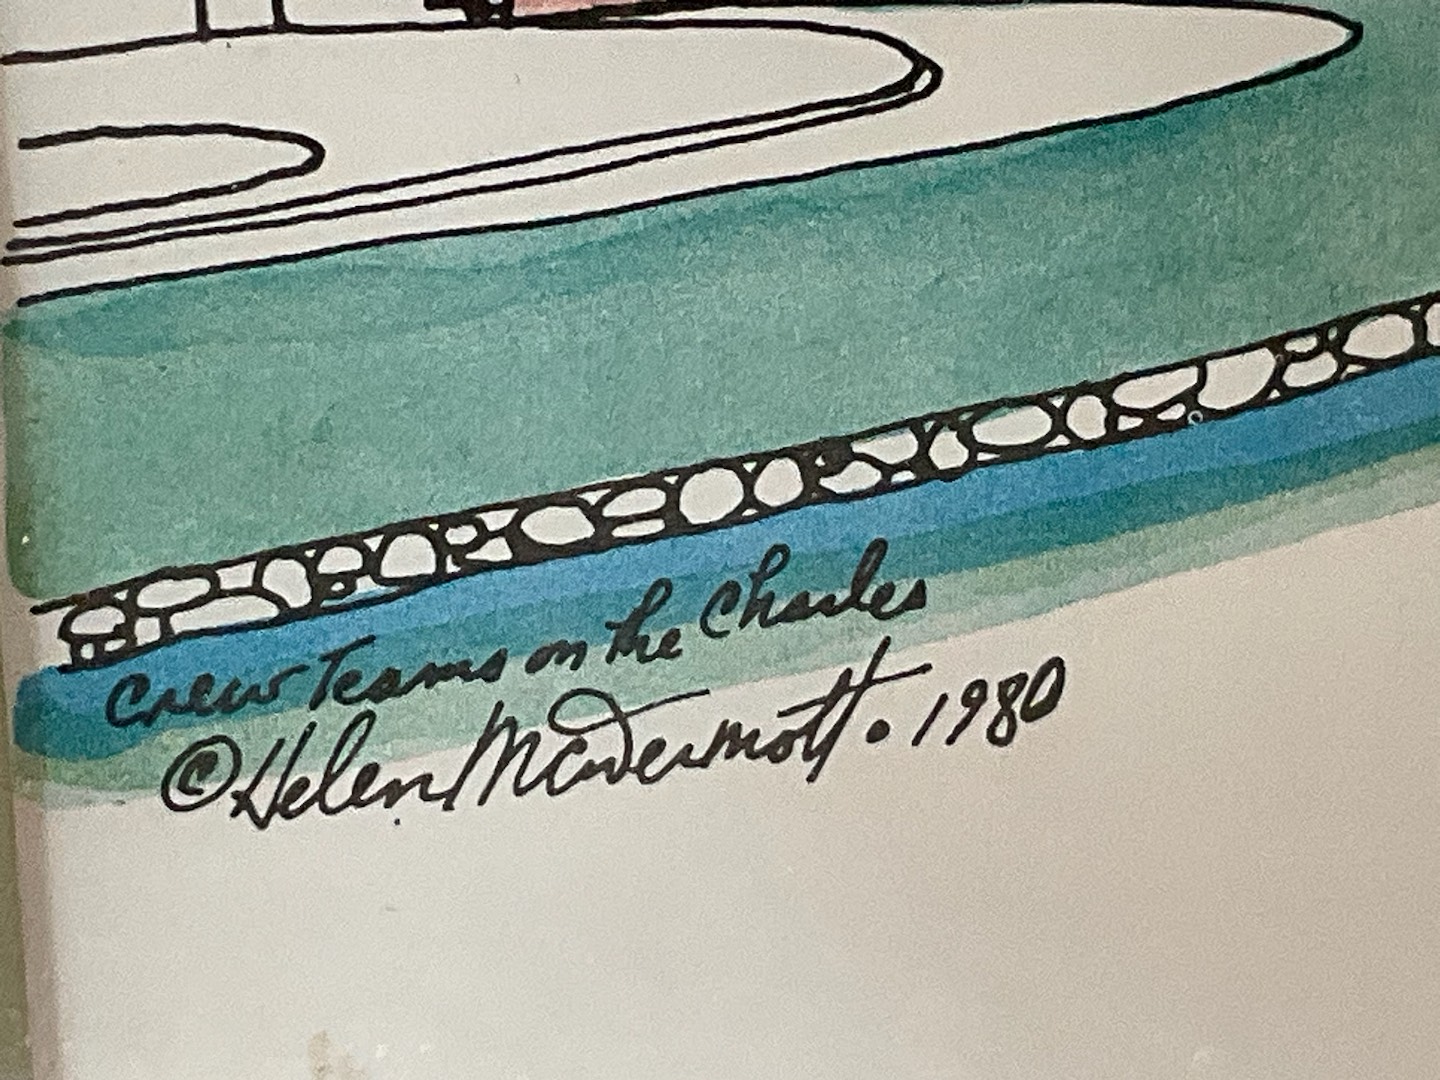 Crew Teams on the Charles
© Helen McDermott • 1980